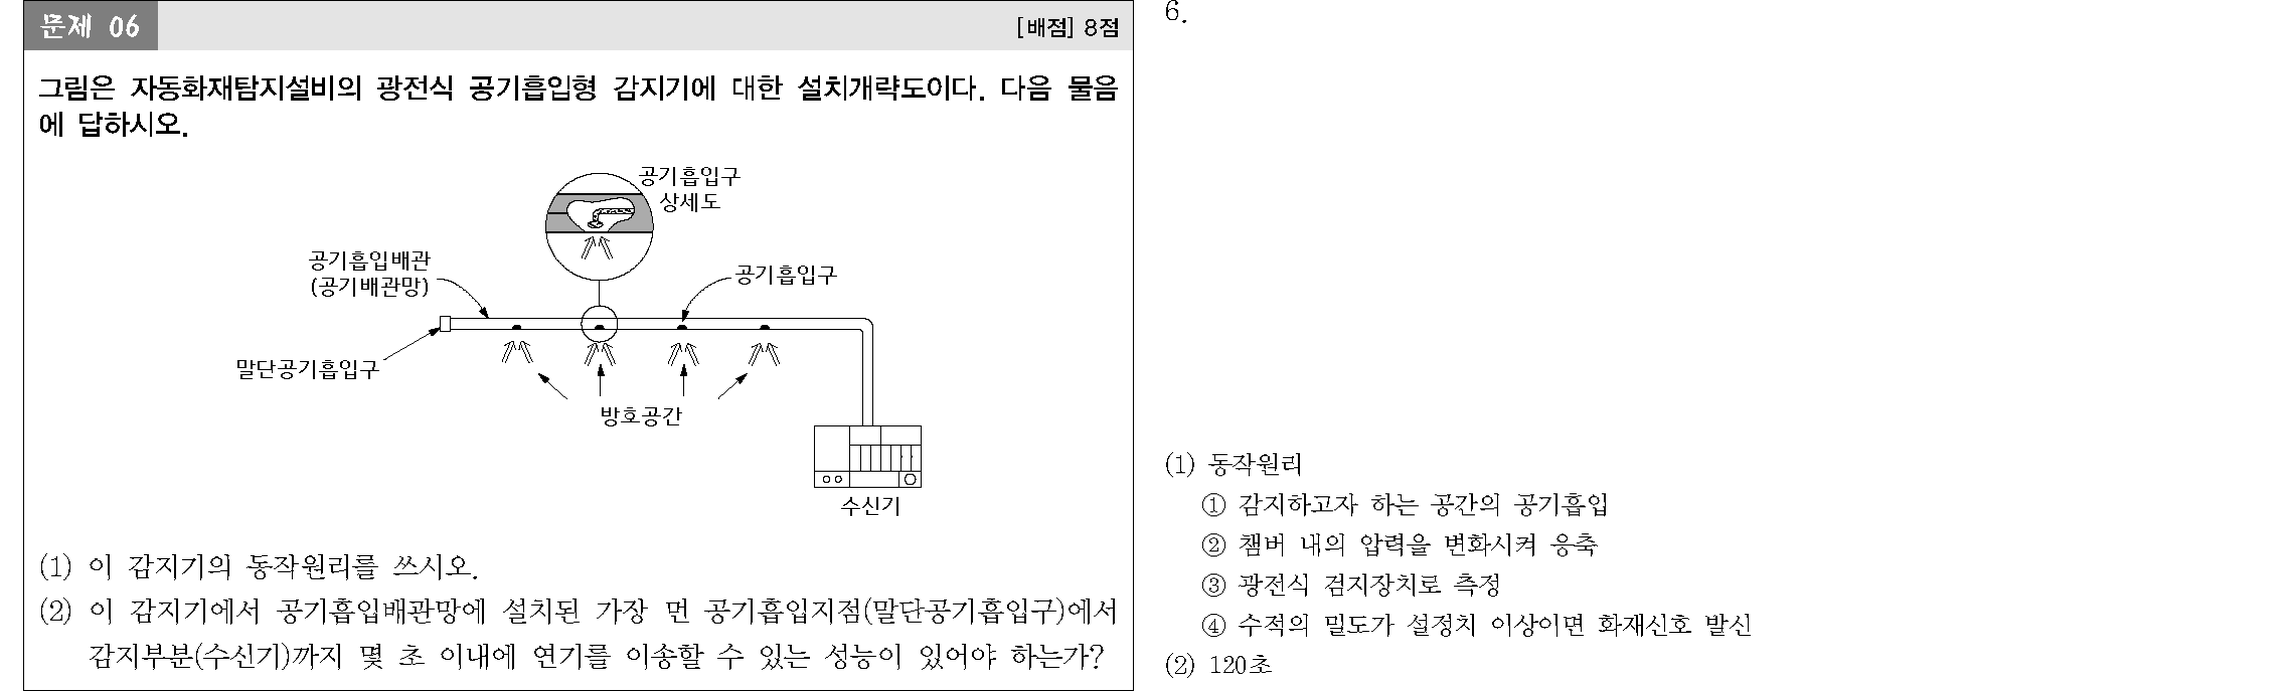 문제 06
[배점] 8점
그림은 자동화재탐지설비의 광전식 공기흡입형 감지기에 대한 설치개략도이다. 다음 물음
에 답하시오.
공기흡입구
상세도
공기흡입배관
(공기배관망)
공기흡입구
말단공기흡입구
방호공간
수신기
(1) 이 감지기의 동작원리를 쓰시오.
(2) 이 감지기에서 공기흡입배관망에 설치된 가장 먼 공기흡입지점(말단공기흡입구)에서
감지부분(수신기)까지 몇 초 이내에 연기를 이송할 수 있는 성능이 있어야 하는가?
6.
(1) 동작원리
① 감지하고자 하는 공간의 공기흡입
② 챔버 내의 압력을 변화시켜 응축
③ 광전식 검지장치로 측정
④ 수적의 밀도가 설정치 이상이면 화재신호 발신
(2) 120초